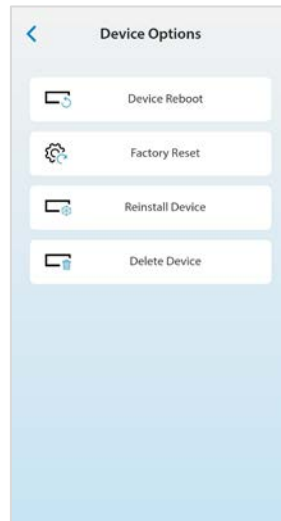 Device Options
Device Reboot
Factory Reset
Reinstall Device
Delete Device